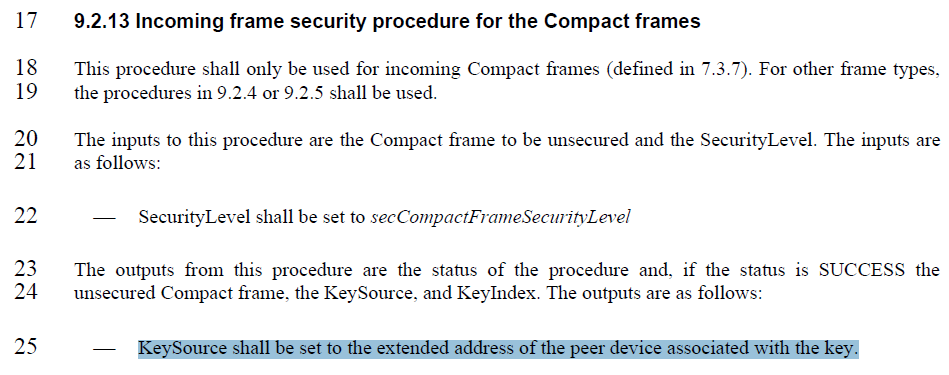 17 9.2.13 Incoming frame security procedure for the Compact frames
18 This procedure shall only be used for incoming Compact frames (defined in 7.3.7). For other frame types,
19 the procedures in 9.2.4 or 9.2.5 shall be used.
20 The inputs to this procedure are the Compact frame to be unsecured and the SecurityLevel. The inputs are
21 as follows:
22 — SecurityLevel shall be set to secCompactFrameSecurityLevel
23 The outputs from this procedure are the status of the procedure and, if the status is SUCCESS the
24 unsecured Compact frame, the KeySource, and KeyIndex. The outputs are as follows:
25 — KeySource shall be set to the extended address of the peer device associated with the key.